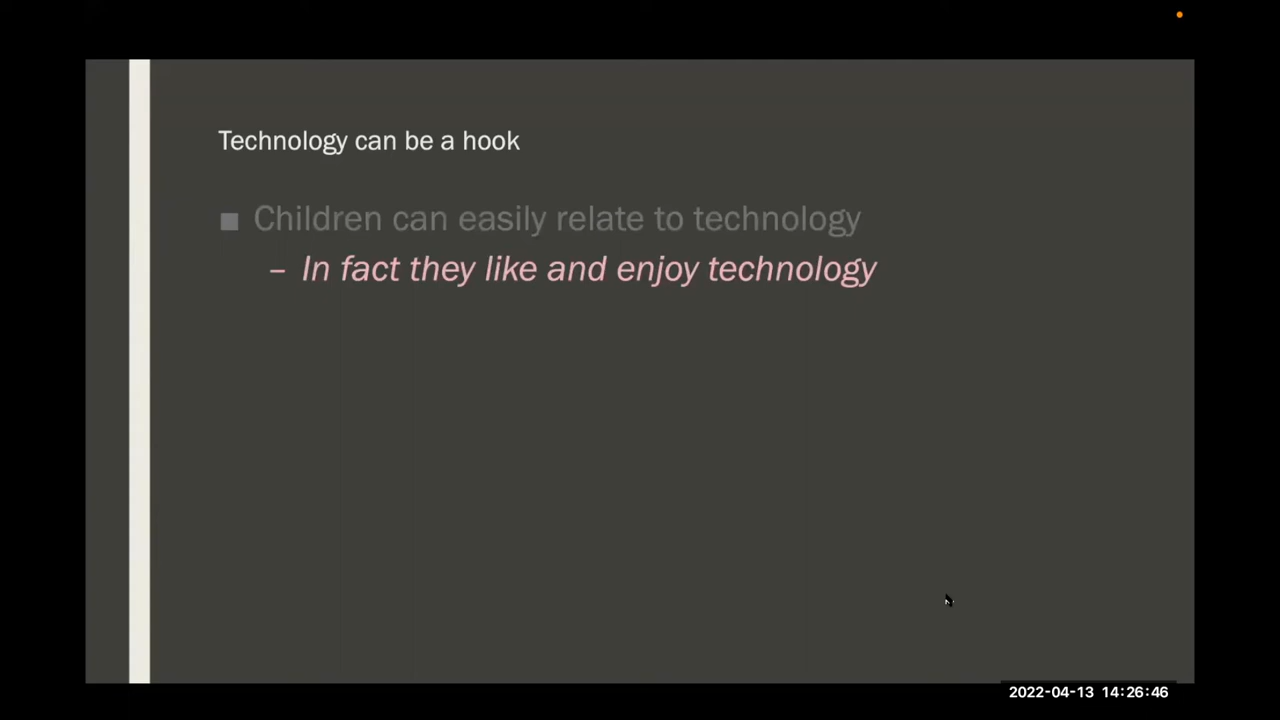 Technology can be a hook
■ Children can easily relate to technology
– In fact they like and enjoy technology
2022-04-13 14:26:46